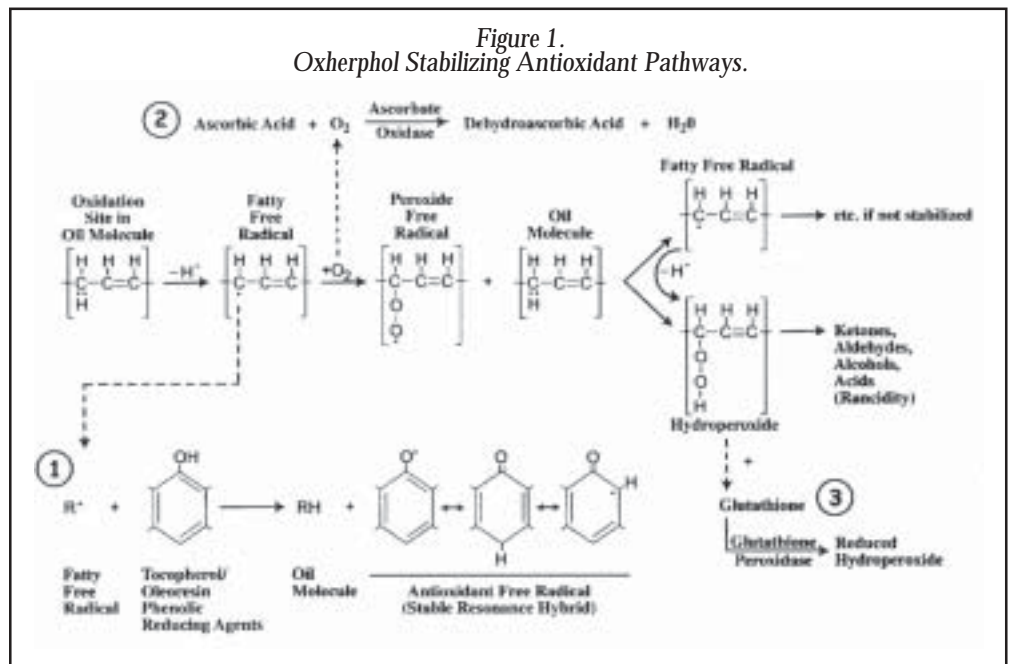 Figure 1.
Oxherphol Stabilizing Antioxidant Pathways.
2 Ascorbic Acid + O2 Ascorbate Oxidase Dehydroascorbic Acid + H2O
Oxidation
Site in
Oil Molecule
Fatty
Free
Radical
Peroxide
Free
Radical
Oil
Molecule
Fatty Free Radical
H H H
C-C=C
H
-H+
H H H
C-C=C
+O2
H H H
C-C=C
O
O
+
H H H
C-C=C
H
H H H
C-C=C
etc. if not stabilized
-H+
H H H
C-C=C
O
O
H
Hydroperoxide
Ketones,
Aldehydes,
Alcohols,
Acids
(Rancidity)
+
Glutathione 3
Glutathione
Peroxidase
Reduced
Hydroperoxide
1
R• + OH RH + O• O O
H
H
Fatty
Free
Radical
Tocopherol/
Oleoresin
Phenolic
Reducing Agents
Oil
Molecule
Antioxidant Free Radical
(Stable Resonance Hybrid)